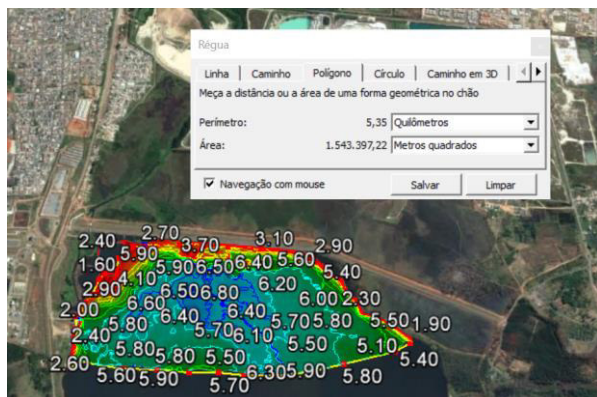 Régua
Linha Caminho Polígono Círculo Caminho em 3D
Meça a distância ou a área de uma forma geométrica no chão
Perímetro: 5,35 Quilômetros
Área: 1.543.397,22 Metros quadrados
Navegação com mouse Salvar Limpar
2.40 2.70 3.70 3.10 2.90
1.60 5.90 5.90 6.50 6.40 5.60 5.40
2.90 4.10 6.50 6.80 6.20 6.00 2.30
2.00 6.60 6.40 6.40 5.70 5.80 5.50 1.90
2.40 5.80 5.70 6.10 5.50 5.10
5.80 5.80 5.50 5.40
2.60 5.60 5.90 5.70 6.30 5.90 5.80